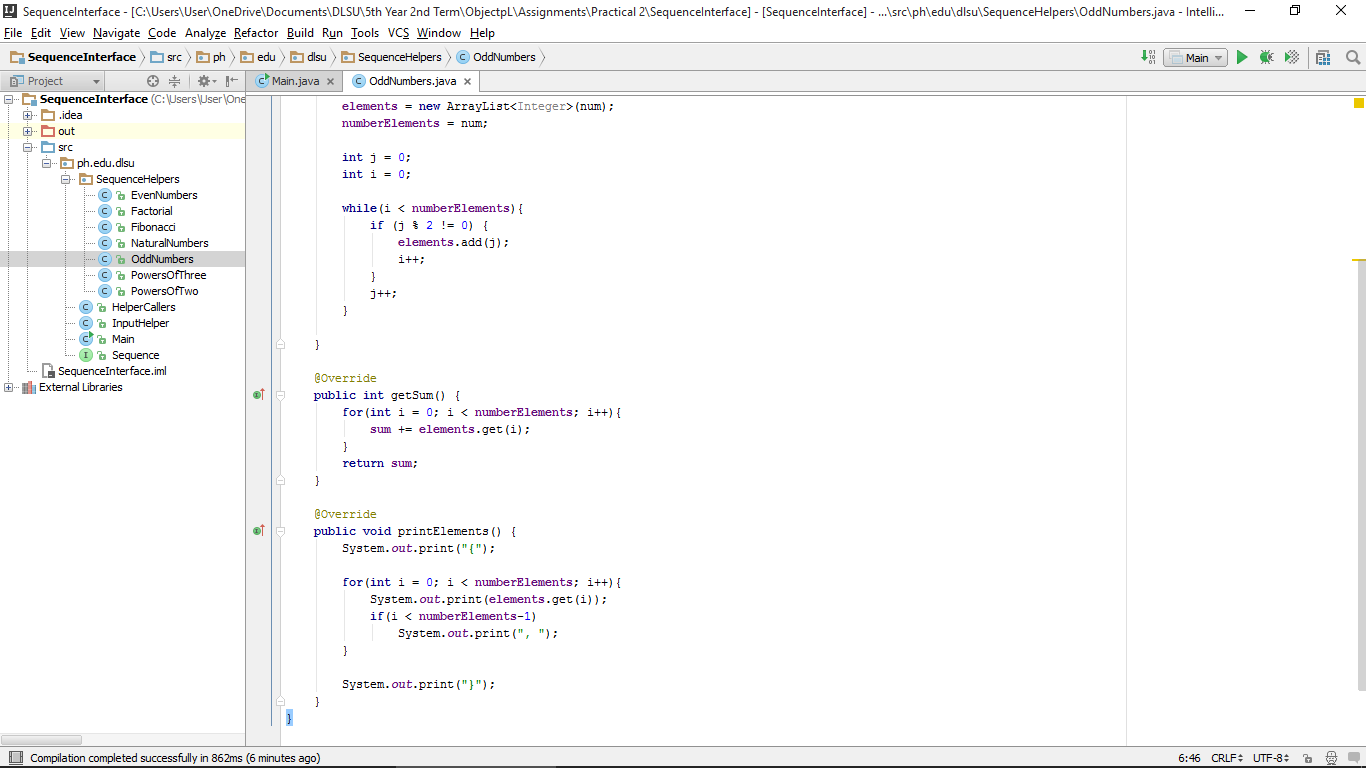 SequenceInterface - [C:\Users\User\OneDrive\Documents\DLSU\5th Year 2nd Term\ObjectpL\Assignments\Practical 2\SequenceInterface] - [SequenceInterface] - ...\src\ph\edu\dlsu\SequenceHelpers\OddNumbers.java - Intelli...
File Edit View Navigate Code Analyze Refactor Build Run Tools VCS Window Help
SequenceInterface src ph edu dlsu SequenceHelpers OddNumbers Main
Project
Main.java OddNumbers.java
SequenceInterface (C:\Users\User\One
.idea
out
src
ph.edu.dlsu
SequenceHelpers
EvenNumbers
Factorial
Fibonacci
NaturalNumbers
OddNumbers
PowersOfThree
PowersOfTwo
HelperCallers
InputHelper
Main
Sequence
SequenceInterface.iml
External Libraries
elements = new ArrayList<Integer>(num);
numberElements = num;
int j = 0;
int i = 0;
while(i < numberElements){
if (j % 2 != 0) {
elements.add(j);
i++;
}
j++;
}
}
@Override
public int getSum() {
for(int i = 0; i < numberElements; i++){
sum += elements.get(i);
}
return sum;
}
@Override
public void printElements() {
System.out.print("{");
for(int i = 0; i < numberElements; i++){
System.out.print(elements.get(i));
if(i < numberElements-1)
System.out.print(", ");
}
System.out.print("}");
}
}
Compilation completed successfully in 862ms (6 minutes ago) 6:46 CRLF UTF-8